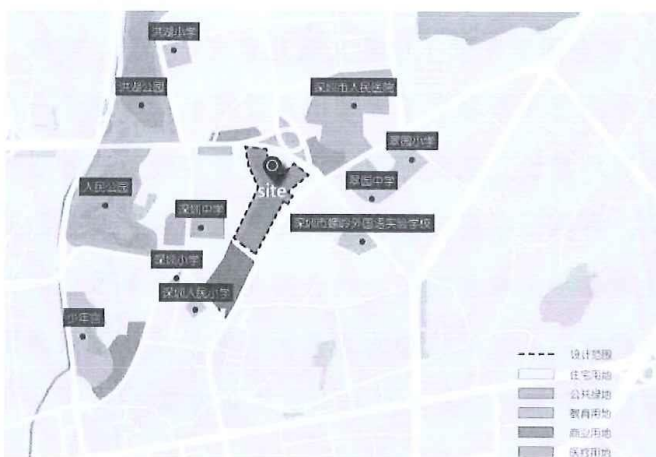 洪湖小学
洪湖公园
深圳市人民医院
翠园小学
翠园中学
人民公园
site
深圳中学
深圳市螺岭外国语实验学校
深圳小学
深圳人民小学
少年宫
设计范围
住宅用地
公共绿地
教育用地
商业用地
医疗用地